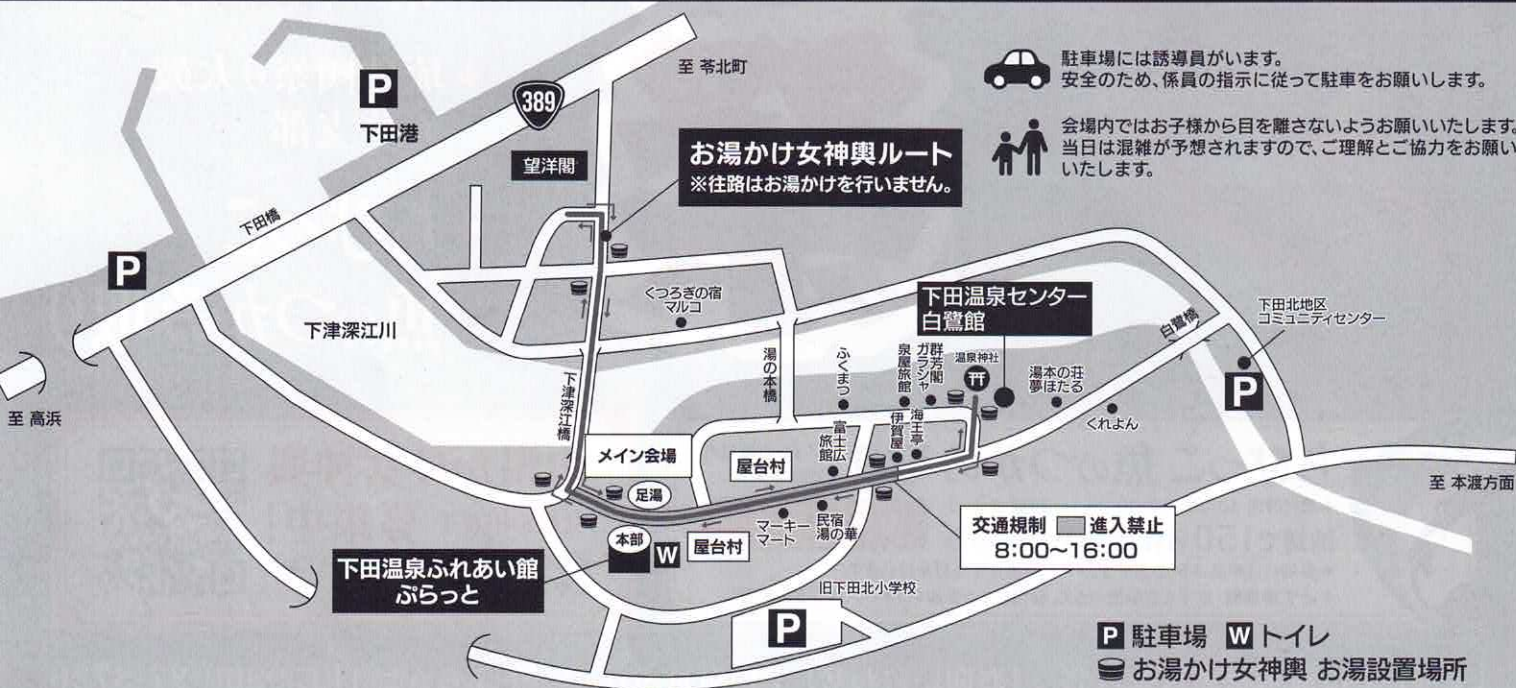 駐車場には誘導員がいます。
安全のため、係員の指示に従って駐車をお願いします。
会場内ではお子様から目を離さないようお願いいたします。
当日は混雑が予想されますので、ご理解とご協力をお願い
いたします。
至 苓北町
389
P
下田港
望洋閣
お湯かけ女神輿ルート
※往路はお湯かけを行いません。
下田橋
P
下津深江川
至 高浜
くつろぎの宿
マルコ
下田温泉センター
白鷺館
白鷺橋
下田北地区
コミュニティセンター
P
下津深江橋
湯の本橋
ふくまつ
泉屋旅館
群芳閣
ガラシャ
温泉神社
湯本の荘
夢ほたる
くれよん
富士広
旅館
伊賀屋
海王亭
メイン会場
足湯
屋台村
至 本渡方面
マーキー
マート
民宿
湯の華
交通規制 進入禁止
8:00〜16:00
本部
W
屋台村
下田温泉ふれあい館
ぷらっと
旧下田北小学校
P
P 駐車場 W トイレ
お湯かけ女神輿 お湯設置場所